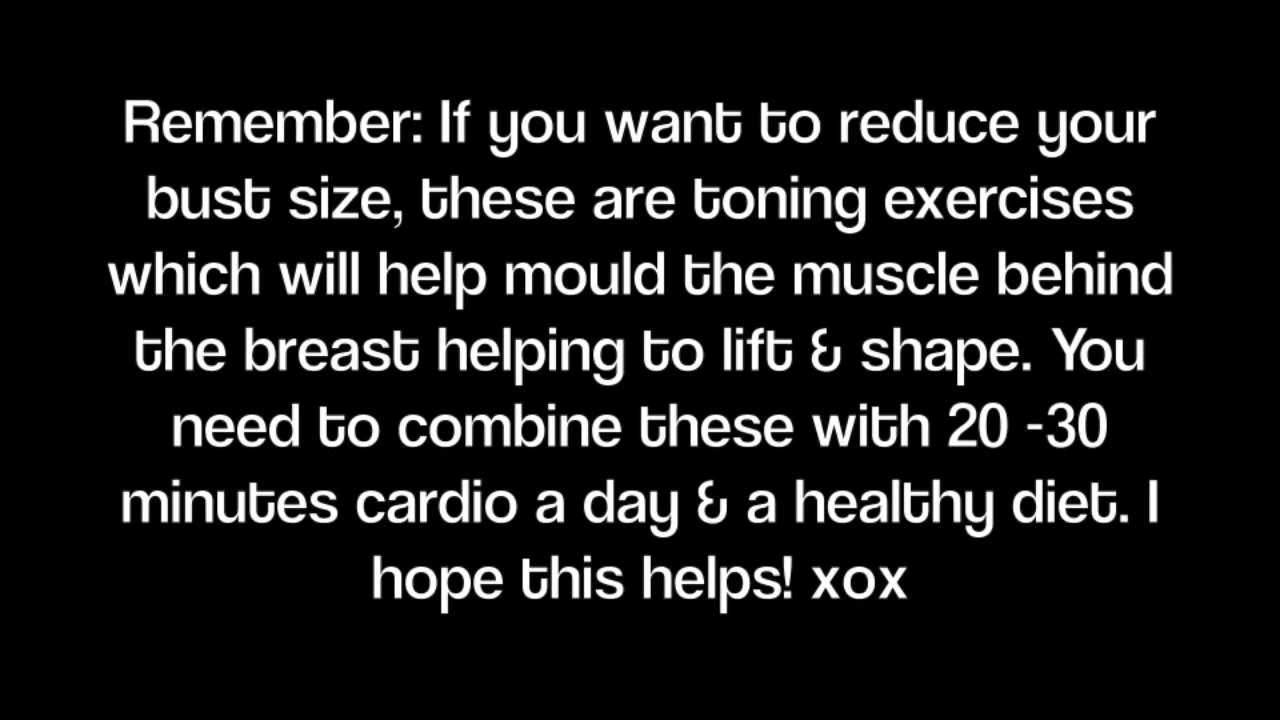 Remember: If you want to reduce your
bust size, these are toning exercises
which will help mould the muscle behind
the breast helping to lift & shape. You
need to combine these with 20 -30
minutes cardio a day & a healthy diet. I
hope this helps! xox